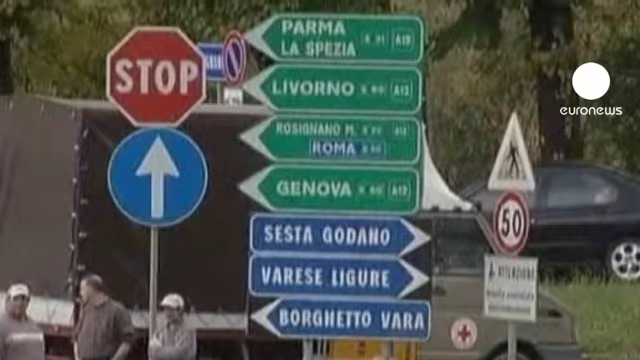 STOP
PARMA
LA SPEZIA A15
LIVORNO A12
ROSIGNANO M.
ROMA
GENOVA A12
SESTA GODANO
VARESE LIGURE
BORGHETTO VARA
50
euronews